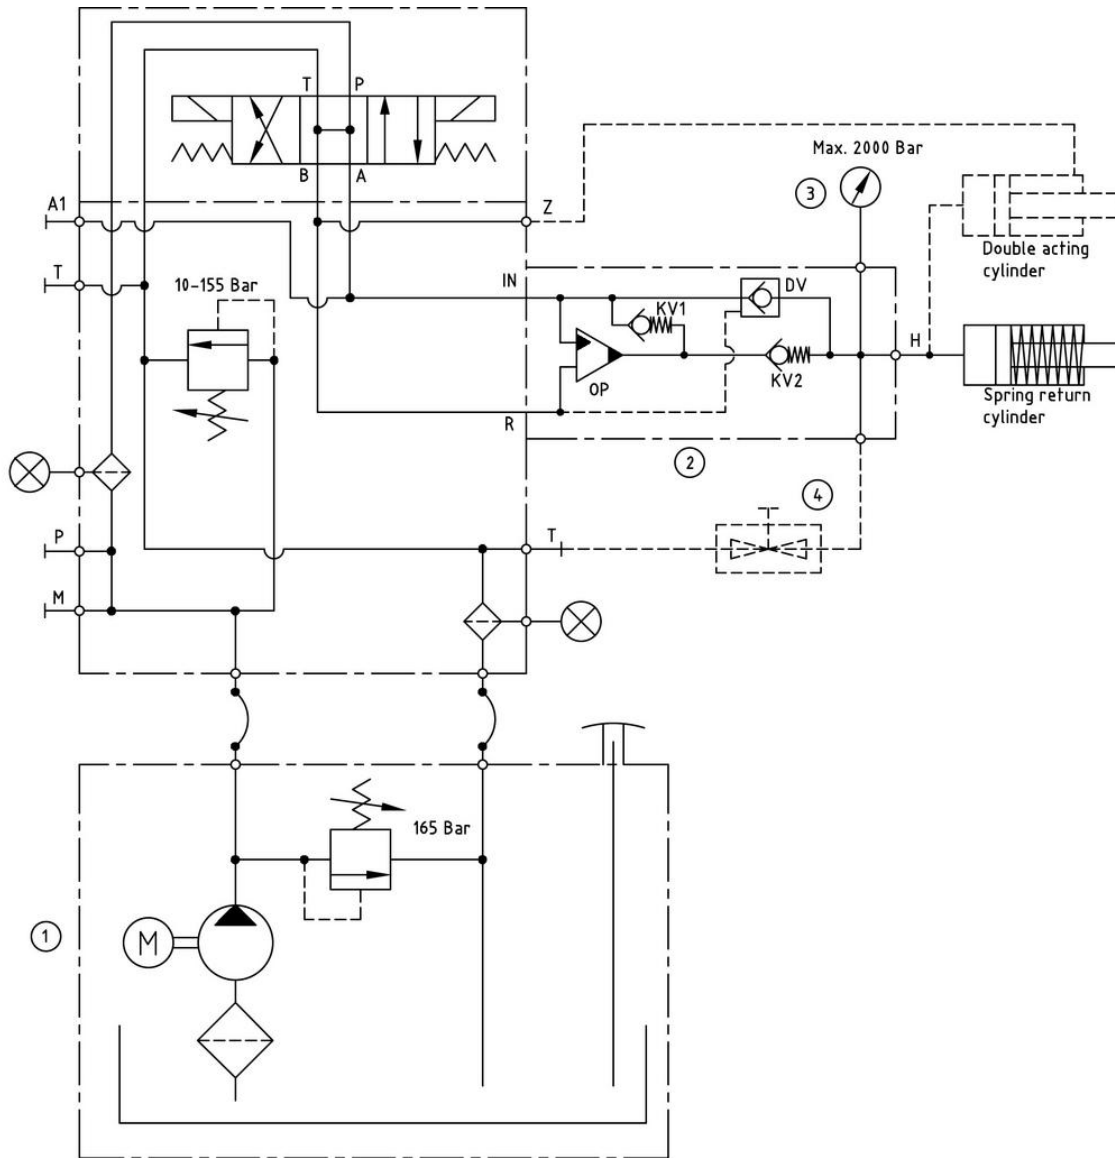 T P
B A
A1
Z
Max. 2000 Bar
3
Double acting
cylinder
T
10-155 Bar
IN
DV
KV1
H
OP
KV2
Spring return
cylinder
R
2
4
P
T
M
165 Bar
1
M